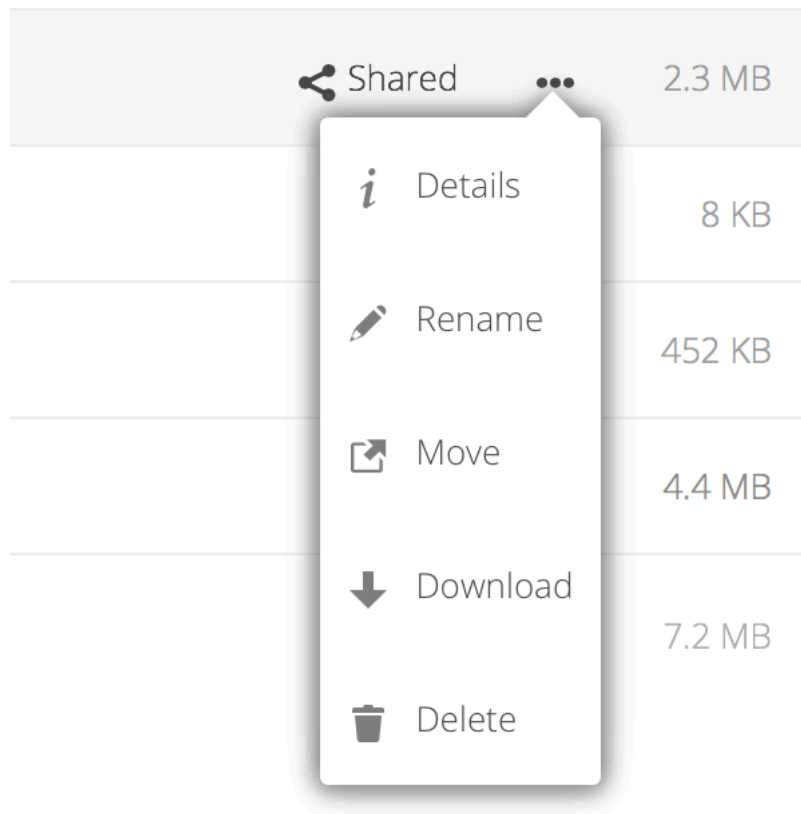 Shared ••• 2.3 MB
Details
8 KB
Rename
452 KB
Move
4.4 MB
Download
7.2 MB
Delete